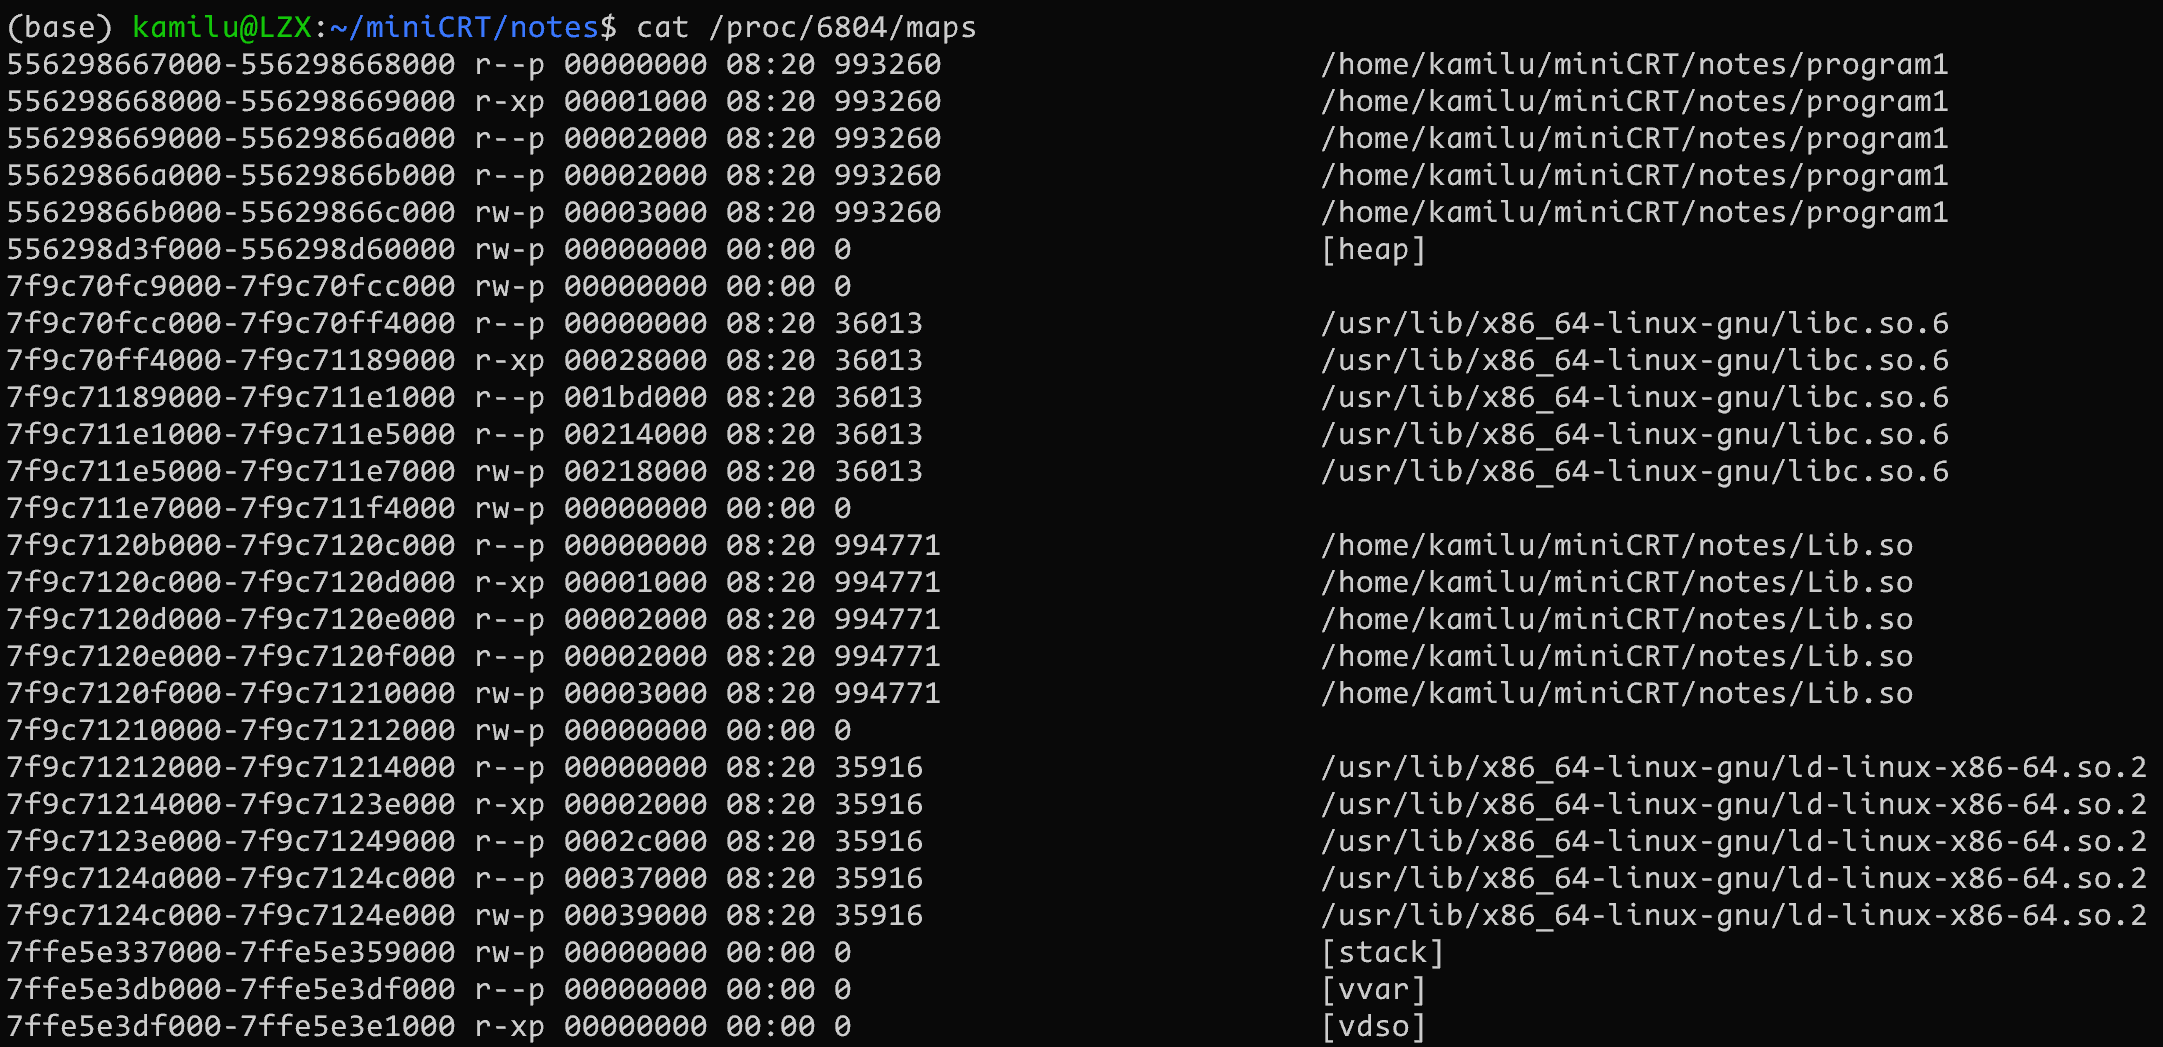 (base) kamilu@LZX:~/miniCRT/notes$ cat /proc/6804/maps
556298667000-556298668000 r--p 00000000 08:20 993260 /home/kamilu/miniCRT/notes/program1
556298668000-556298669000 r-xp 00001000 08:20 993260 /home/kamilu/miniCRT/notes/program1
556298669000-55629866a000 r--p 00002000 08:20 993260 /home/kamilu/miniCRT/notes/program1
55629866a000-55629866b000 r--p 00002000 08:20 993260 /home/kamilu/miniCRT/notes/program1
55629866b000-55629866c000 rw-p 00003000 08:20 993260 /home/kamilu/miniCRT/notes/program1
556298d3f000-556298d60000 rw-p 00000000 00:00 0 [heap]
7f9c70fc9000-7f9c70fcc000 rw-p 00000000 00:00 0
7f9c70fcc000-7f9c70ff4000 r--p 00000000 08:20 36013 /usr/lib/x86_64-linux-gnu/libc.so.6
7f9c70ff4000-7f9c71189000 r-xp 00028000 08:20 36013 /usr/lib/x86_64-linux-gnu/libc.so.6
7f9c71189000-7f9c711e1000 r--p 001bd000 08:20 36013 /usr/lib/x86_64-linux-gnu/libc.so.6
7f9c711e1000-7f9c711e5000 r--p 00214000 08:20 36013 /usr/lib/x86_64-linux-gnu/libc.so.6
7f9c711e5000-7f9c711e7000 rw-p 00218000 08:20 36013 /usr/lib/x86_64-linux-gnu/libc.so.6
7f9c711e7000-7f9c711f4000 rw-p 00000000 00:00 0
7f9c7120b000-7f9c7120c000 r--p 00000000 08:20 994771 /home/kamilu/miniCRT/notes/Lib.so
7f9c7120c000-7f9c7120d000 r-xp 00001000 08:20 994771 /home/kamilu/miniCRT/notes/Lib.so
7f9c7120d000-7f9c7120e000 r--p 00002000 08:20 994771 /home/kamilu/miniCRT/notes/Lib.so
7f9c7120e000-7f9c7120f000 r--p 00002000 08:20 994771 /home/kamilu/miniCRT/notes/Lib.so
7f9c7120f000-7f9c71210000 rw-p 00003000 08:20 994771 /home/kamilu/miniCRT/notes/Lib.so
7f9c71210000-7f9c71212000 rw-p 00000000 00:00 0
7f9c71212000-7f9c71214000 r--p 00000000 08:20 35916 /usr/lib/x86_64-linux-gnu/ld-linux-x86-64.so.2
7f9c71214000-7f9c7123e000 r-xp 00002000 08:20 35916 /usr/lib/x86_64-linux-gnu/ld-linux-x86-64.so.2
7f9c7123e000-7f9c71249000 r--p 0002c000 08:20 35916 /usr/lib/x86_64-linux-gnu/ld-linux-x86-64.so.2
7f9c7124a000-7f9c7124c000 r--p 00037000 08:20 35916 /usr/lib/x86_64-linux-gnu/ld-linux-x86-64.so.2
7f9c7124c000-7f9c7124e000 rw-p 00039000 08:20 35916 /usr/lib/x86_64-linux-gnu/ld-linux-x86-64.so.2
7ffe5e337000-7ffe5e359000 rw-p 00000000 00:00 0 [stack]
7ffe5e3db000-7ffe5e3df000 r--p 00000000 00:00 0 [vvar]
7ffe5e3df000-7ffe5e3e1000 r-xp 00000000 00:00 0 [vdso]